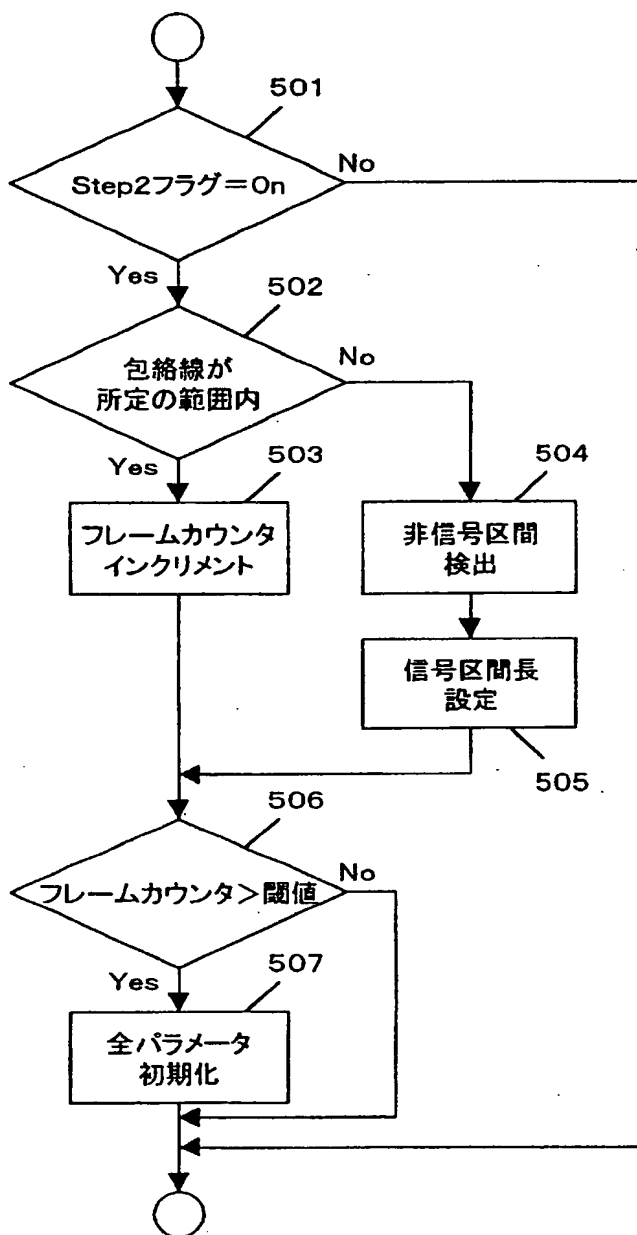 501
Step2フラグ=On
No
Yes
502
包絡線が
所定の範囲内
No
Yes
503
フレームカウンタ
インクリメント
504
非信号区間
検出
信号区間長
設定
505
506
フレームカウンタ>閾値
No
Yes
507
全パラメータ
初期化